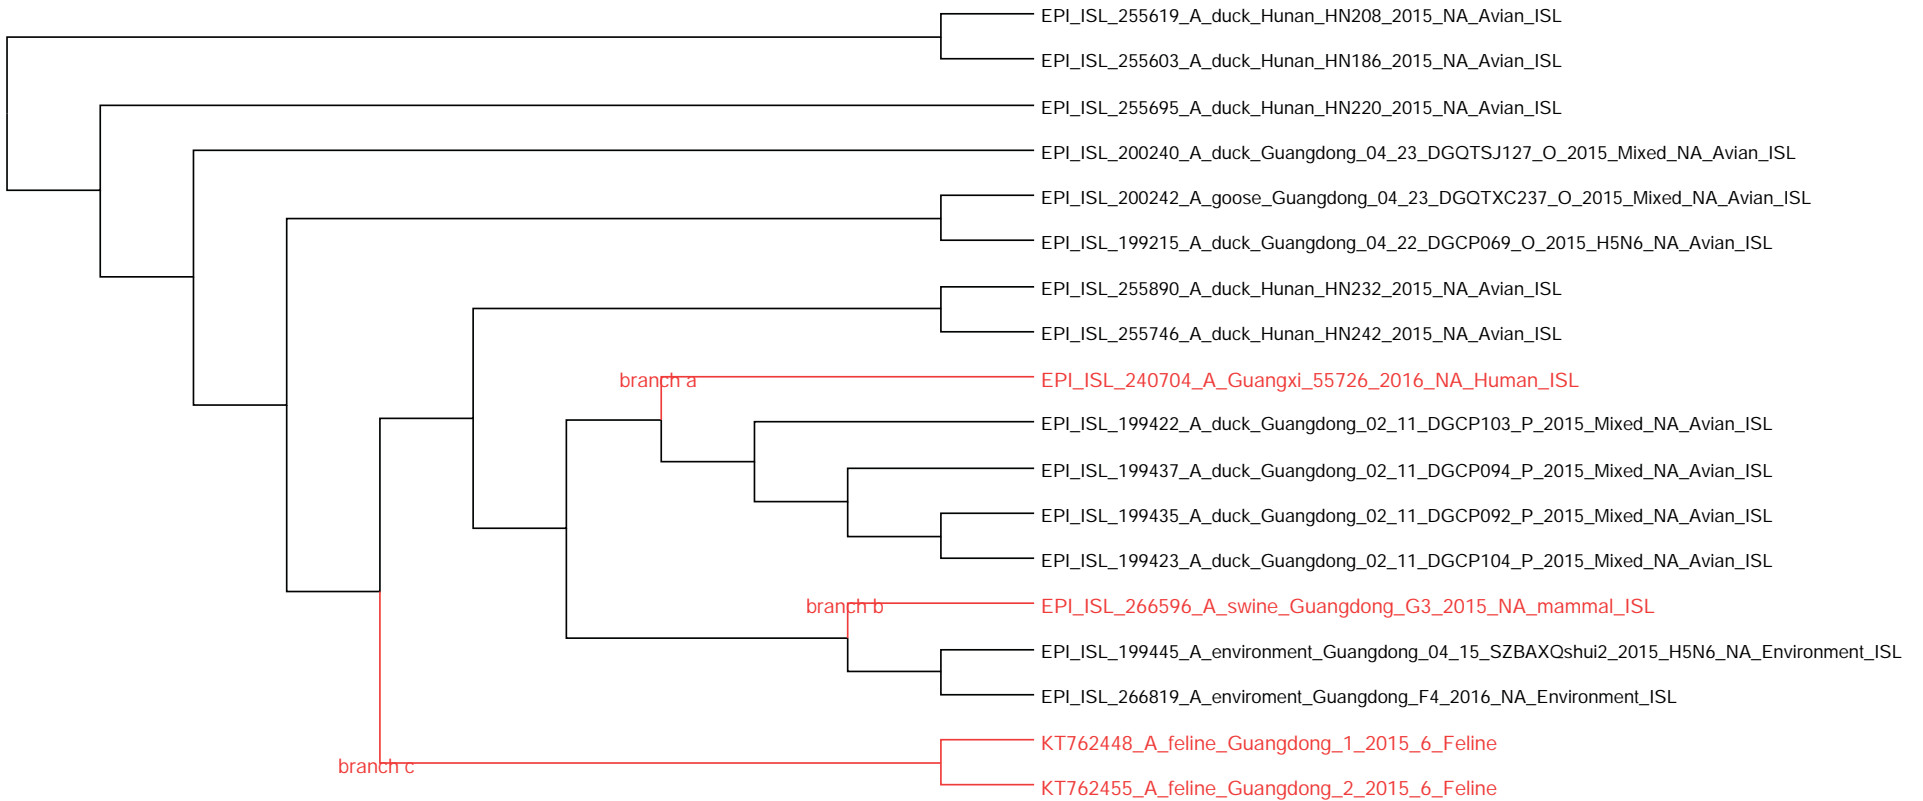 EPI_ISL_255619_A_duck_Hunan_HN208_2015_NA_Avian_ISL
EPI_ISL_255603_A_duck_Hunan_HN186_2015_NA_Avian_ISL
EPI_ISL_255695_A_duck_Hunan_HN220_2015_NA_Avian_ISL
EPI_ISL_200240_A_duck_Guangdong_04_23_DGQTSJ127_O_2015_Mixed_NA_Avian_ISL
EPI_ISL_200242_A_goose_Guangdong_04_23_DGQTXC237_O_2015_Mixed_NA_Avian_ISL
EPI_ISL_199215_A_duck_Guangdong_04_22_DGCP069_O_2015_H5N6_NA_Avian_ISL
EPI_ISL_255890_A_duck_Hunan_HN232_2015_NA_Avian_ISL
EPI_ISL_255746_A_duck_Hunan_HN242_2015_NA_Avian_ISL
branch a
EPI_ISL_240704_A_Guangxi_55726_2016_NA_Human_ISL
EPI_ISL_199422_A_duck_Guangdong_02_11_DGCP103_P_2015_Mixed_NA_Avian_ISL
EPI_ISL_199437_A_duck_Guangdong_02_11_DGCP094_P_2015_Mixed_NA_Avian_ISL
EPI_ISL_199435_A_duck_Guangdong_02_11_DGCP092_P_2015_Mixed_NA_Avian_ISL
EPI_ISL_199423_A_duck_Guangdong_02_11_DGCP104_P_2015_Mixed_NA_Avian_ISL
branch b
EPI_ISL_266596_A_swine_Guangdong_G3_2015_NA_mammal_ISL
EPI_ISL_199445_A_environment_Guangdong_04_15_SZBAXQshui2_2015_H5N6_NA_Environment_ISL
EPI_ISL_266819_A_enviroment_Guangdong_F4_2016_NA_Environment_ISL
KT762448_A_feline_Guangdong_1_2015_6_Feline
branch c
KT762455_A_feline_Guangdong_2_2015_6_Feline